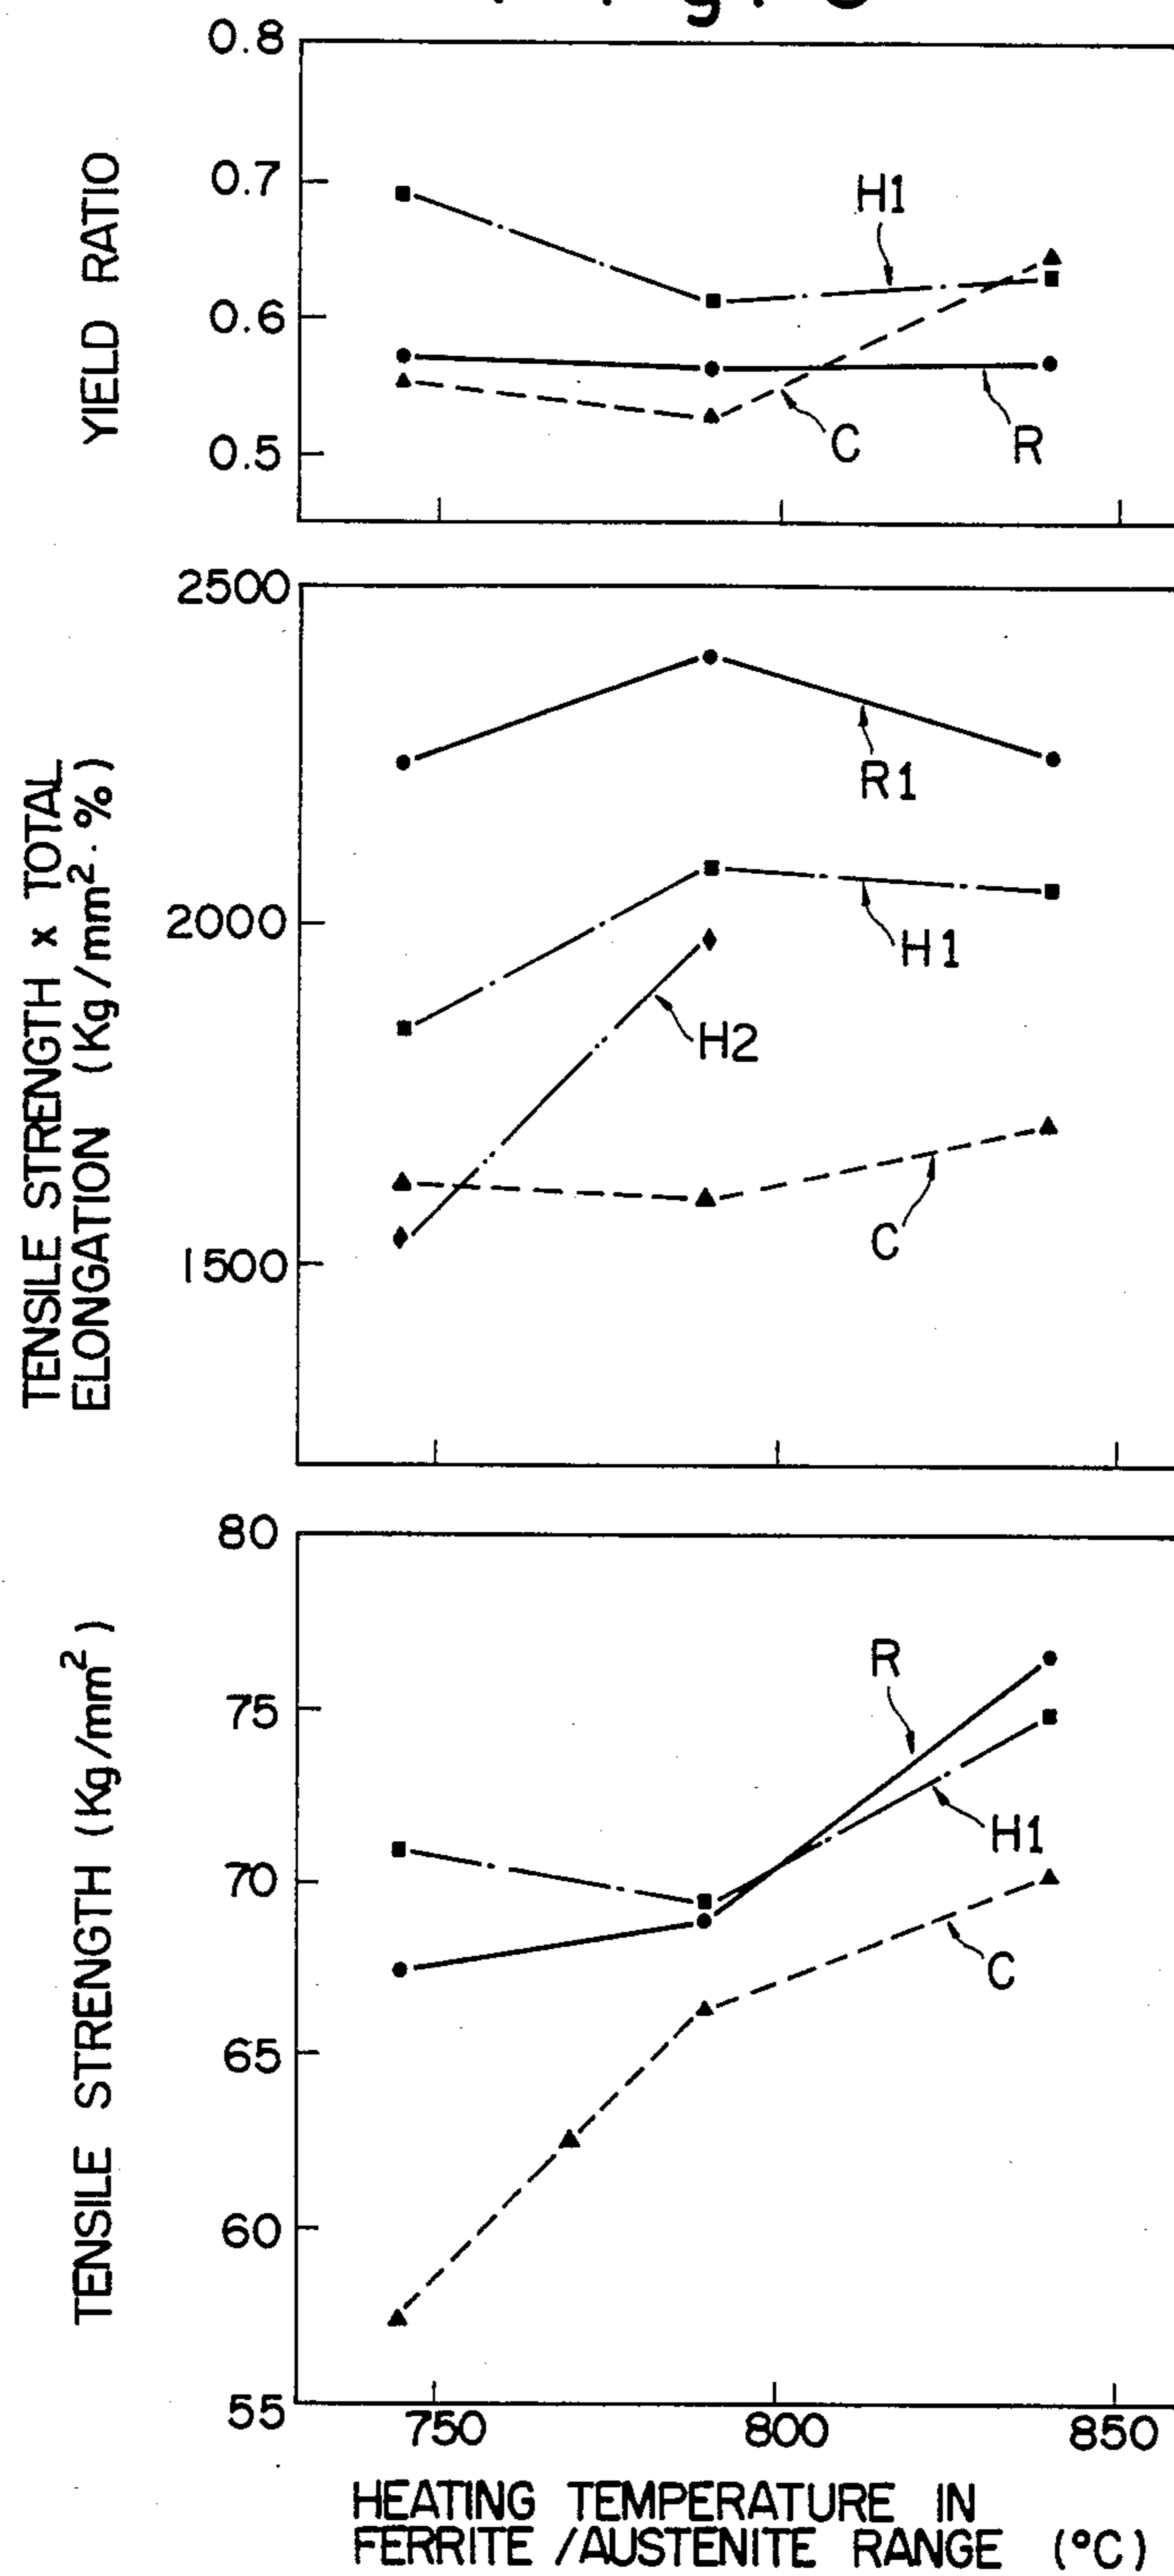 0.8
0.7
0.6
0.5
YIELD RATIO
H1
C
R
2500
2000
1500
TENSILE STRENGTH x TOTAL
ELONGATION (Kg/mm²·%)
R1
H1
H2
C
80
75
70
65
60
55
TENSILE STRENGTH (Kg/mm²)
R
H1
C
750
800
850
HEATING TEMPERATURE IN
FERRITE /AUSTENITE RANGE (°C)